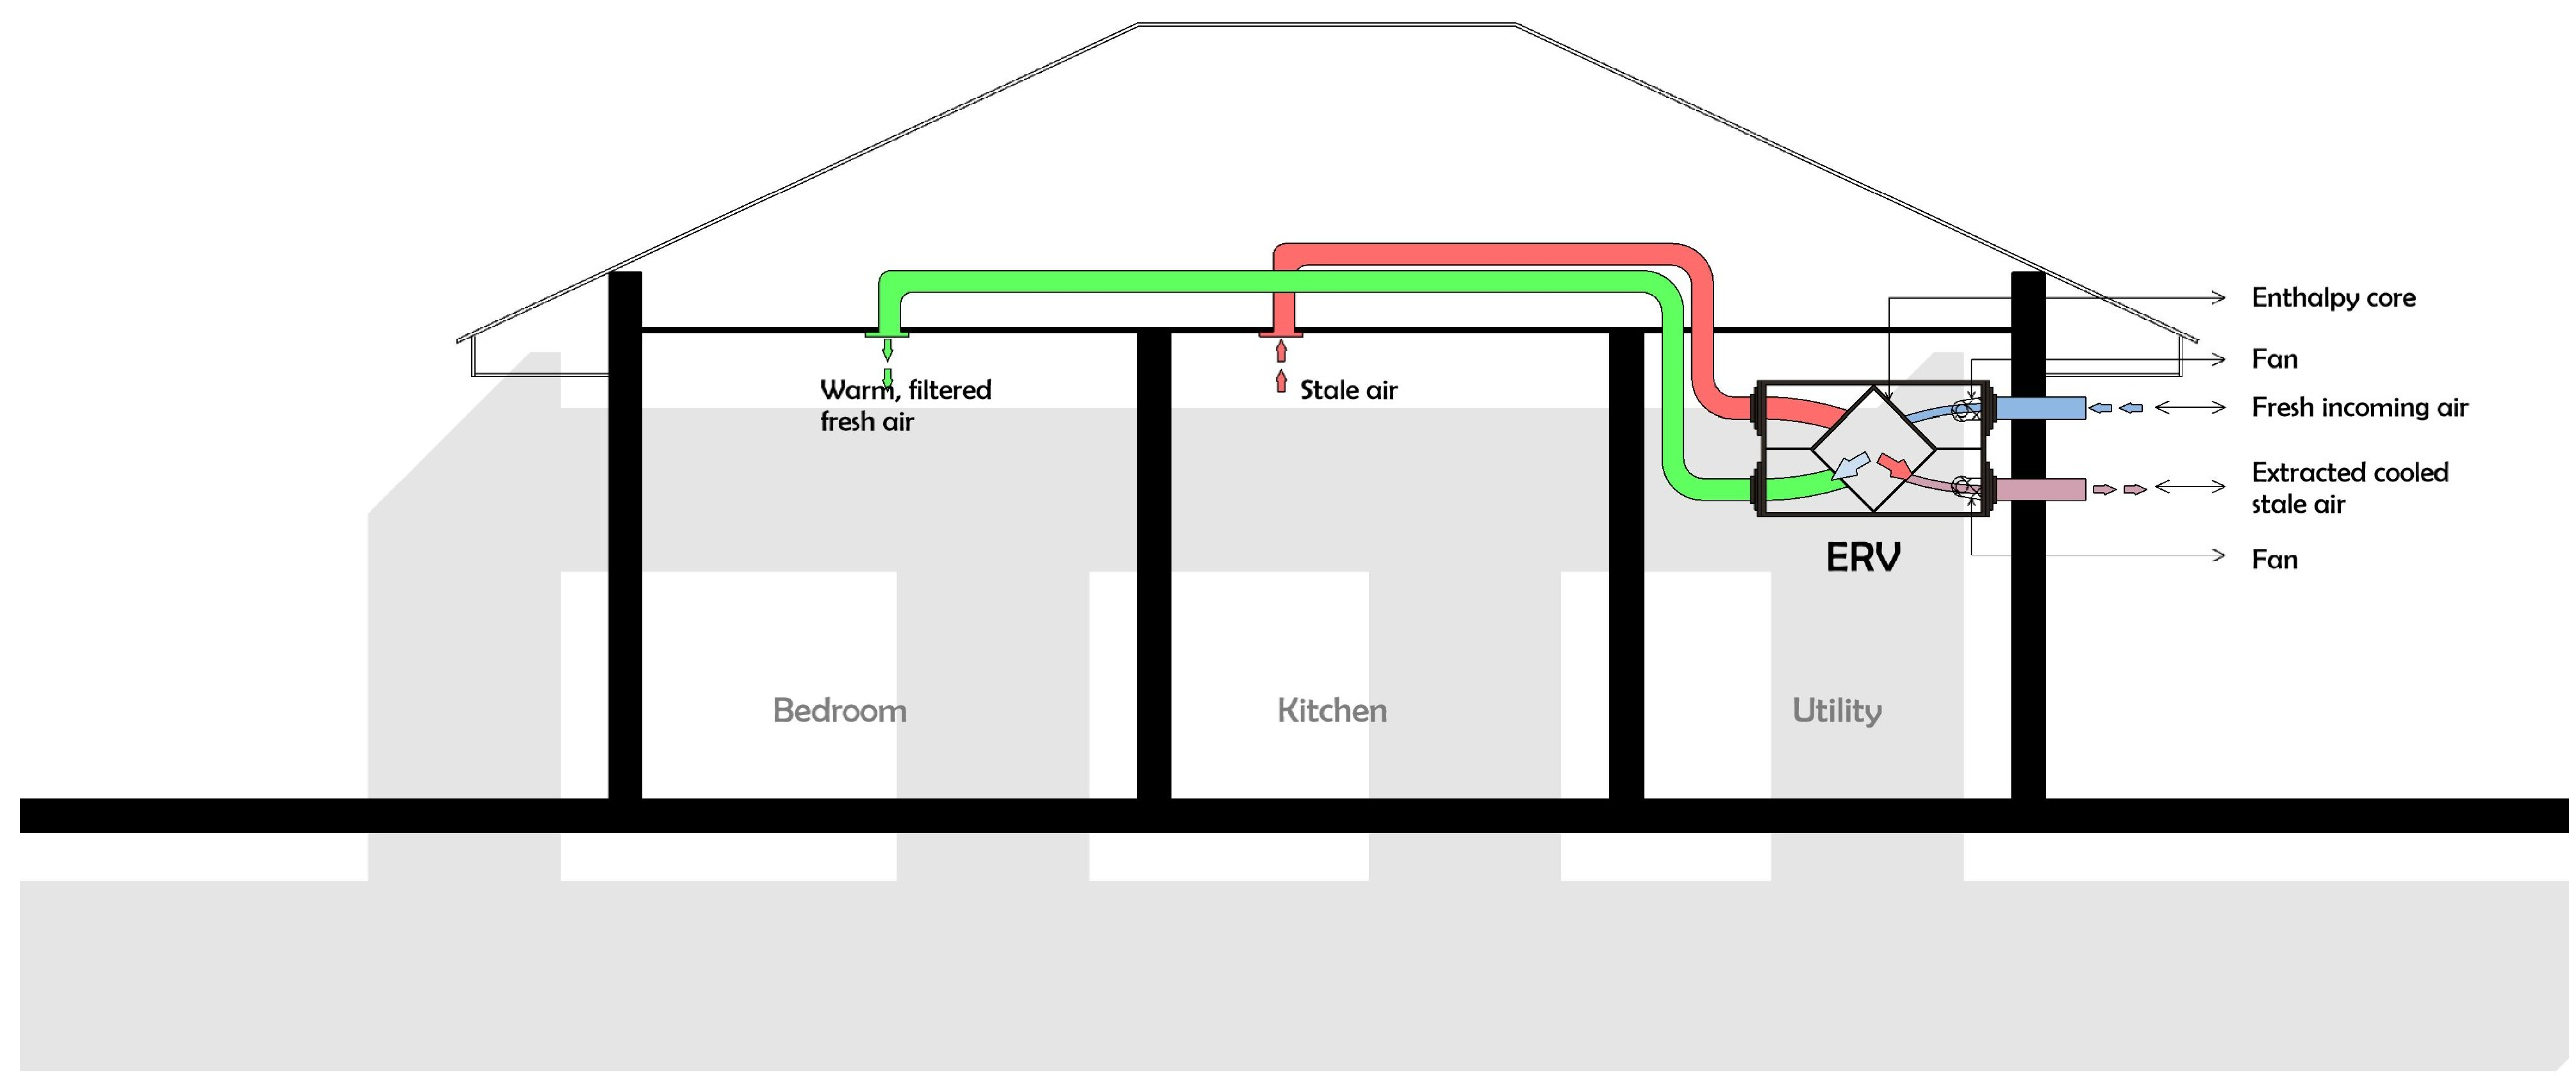 Enthalpy core
Fan
Warm, filtered
fresh air
Stale air
Fresh incoming air
Extracted cooled
stale air
ERV
Fan
Bedroom
Kitchen
Utility